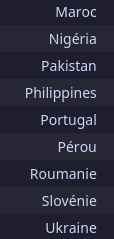 Maroc
Nigéria
Pakistan
Philippines
Portugal
Pérou
Roumanie
Slovénie
Ukraine